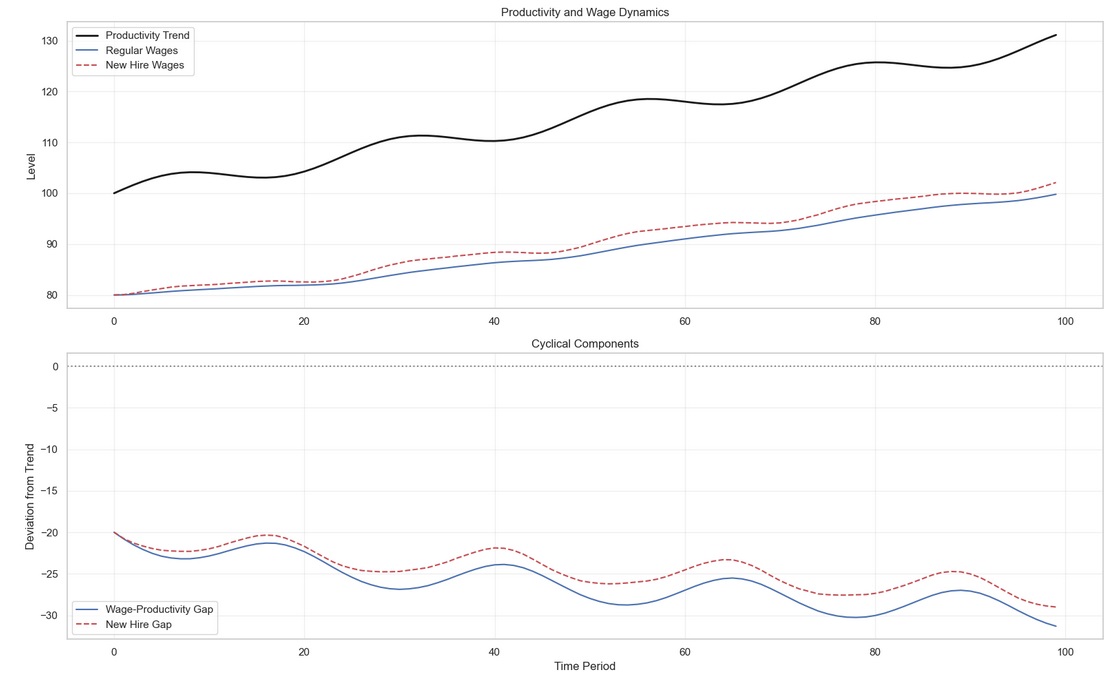 Productivity and Wage Dynamics
Productivity Trend
Regular Wages
New Hire Wages
Level
130
120
110
100
90
80
0 20 40 60 80 100
Cyclical Components
Deviation from Trend
0
−5
−10
−15
−20
−25
−30
Wage-Productivity Gap
New Hire Gap
0 20 40 60 80 100
Time Period